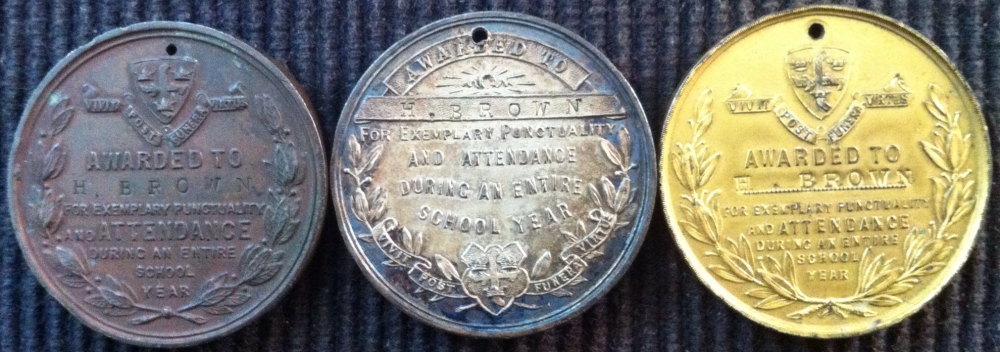 VIVIT POST FUNERA VIRTUS
AWARDED TO
H. BROWN
FOR EXEMPLARY PUNCTUALITY
AND ATTENDANCE
DURING AN ENTIRE
SCHOOL
YEAR
AWARDED TO
H. BROWN
FOR EXEMPLARY PUNCTUALITY
AND ATTENDANCE
DURING AN ENTIRE
SCHOOL YEAR
VIVIT POST FUNERA VIRTUS
VIVIT POST FUNERA VIRTUS
AWARDED TO
H. BROWN
FOR EXEMPLARY PUNCTUALITY
AND ATTENDANCE
DURING AN ENTIRE
SCHOOL
YEAR